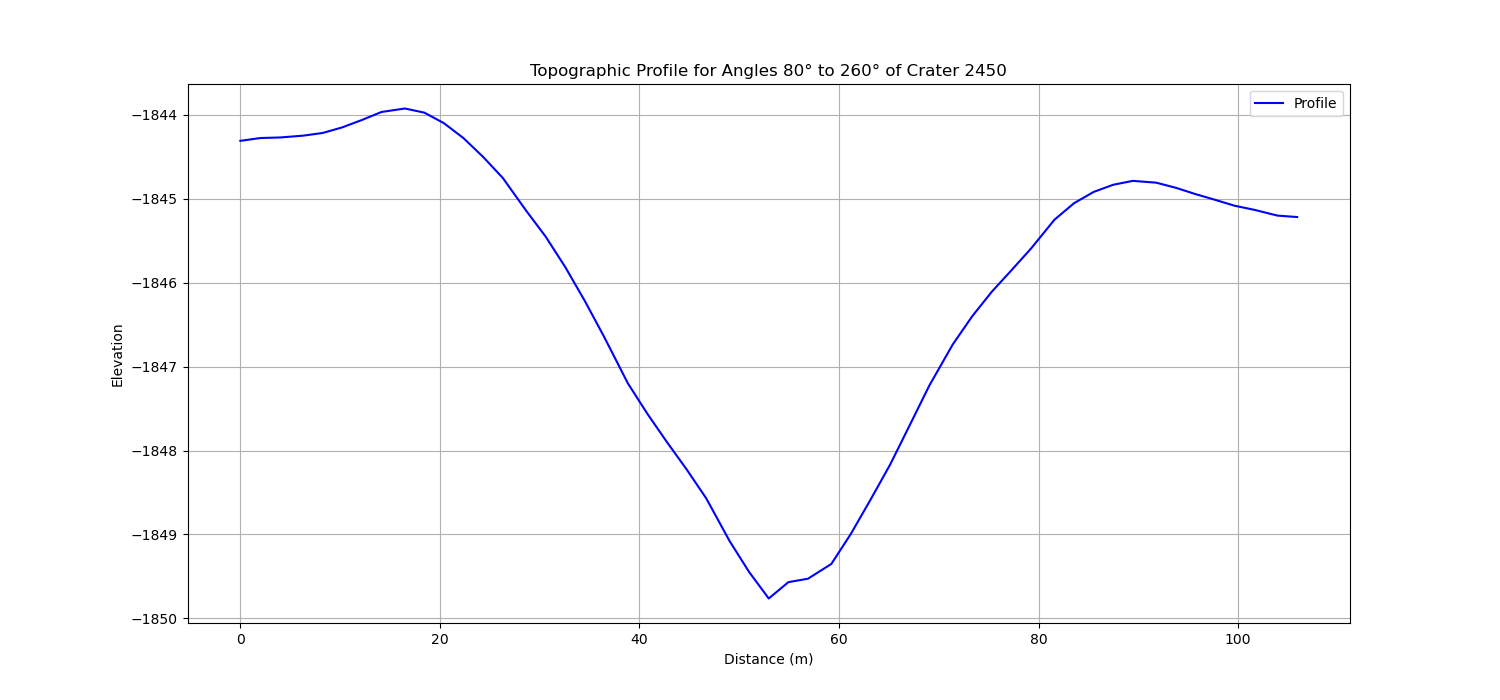 Topographic Profile for Angles 80° to 260° of Crater 2450
Profile
−1844
−1845
−1846
−1847
−1848
−1849
−1850
Elevation
0 20 40 60 80 100
Distance (m)